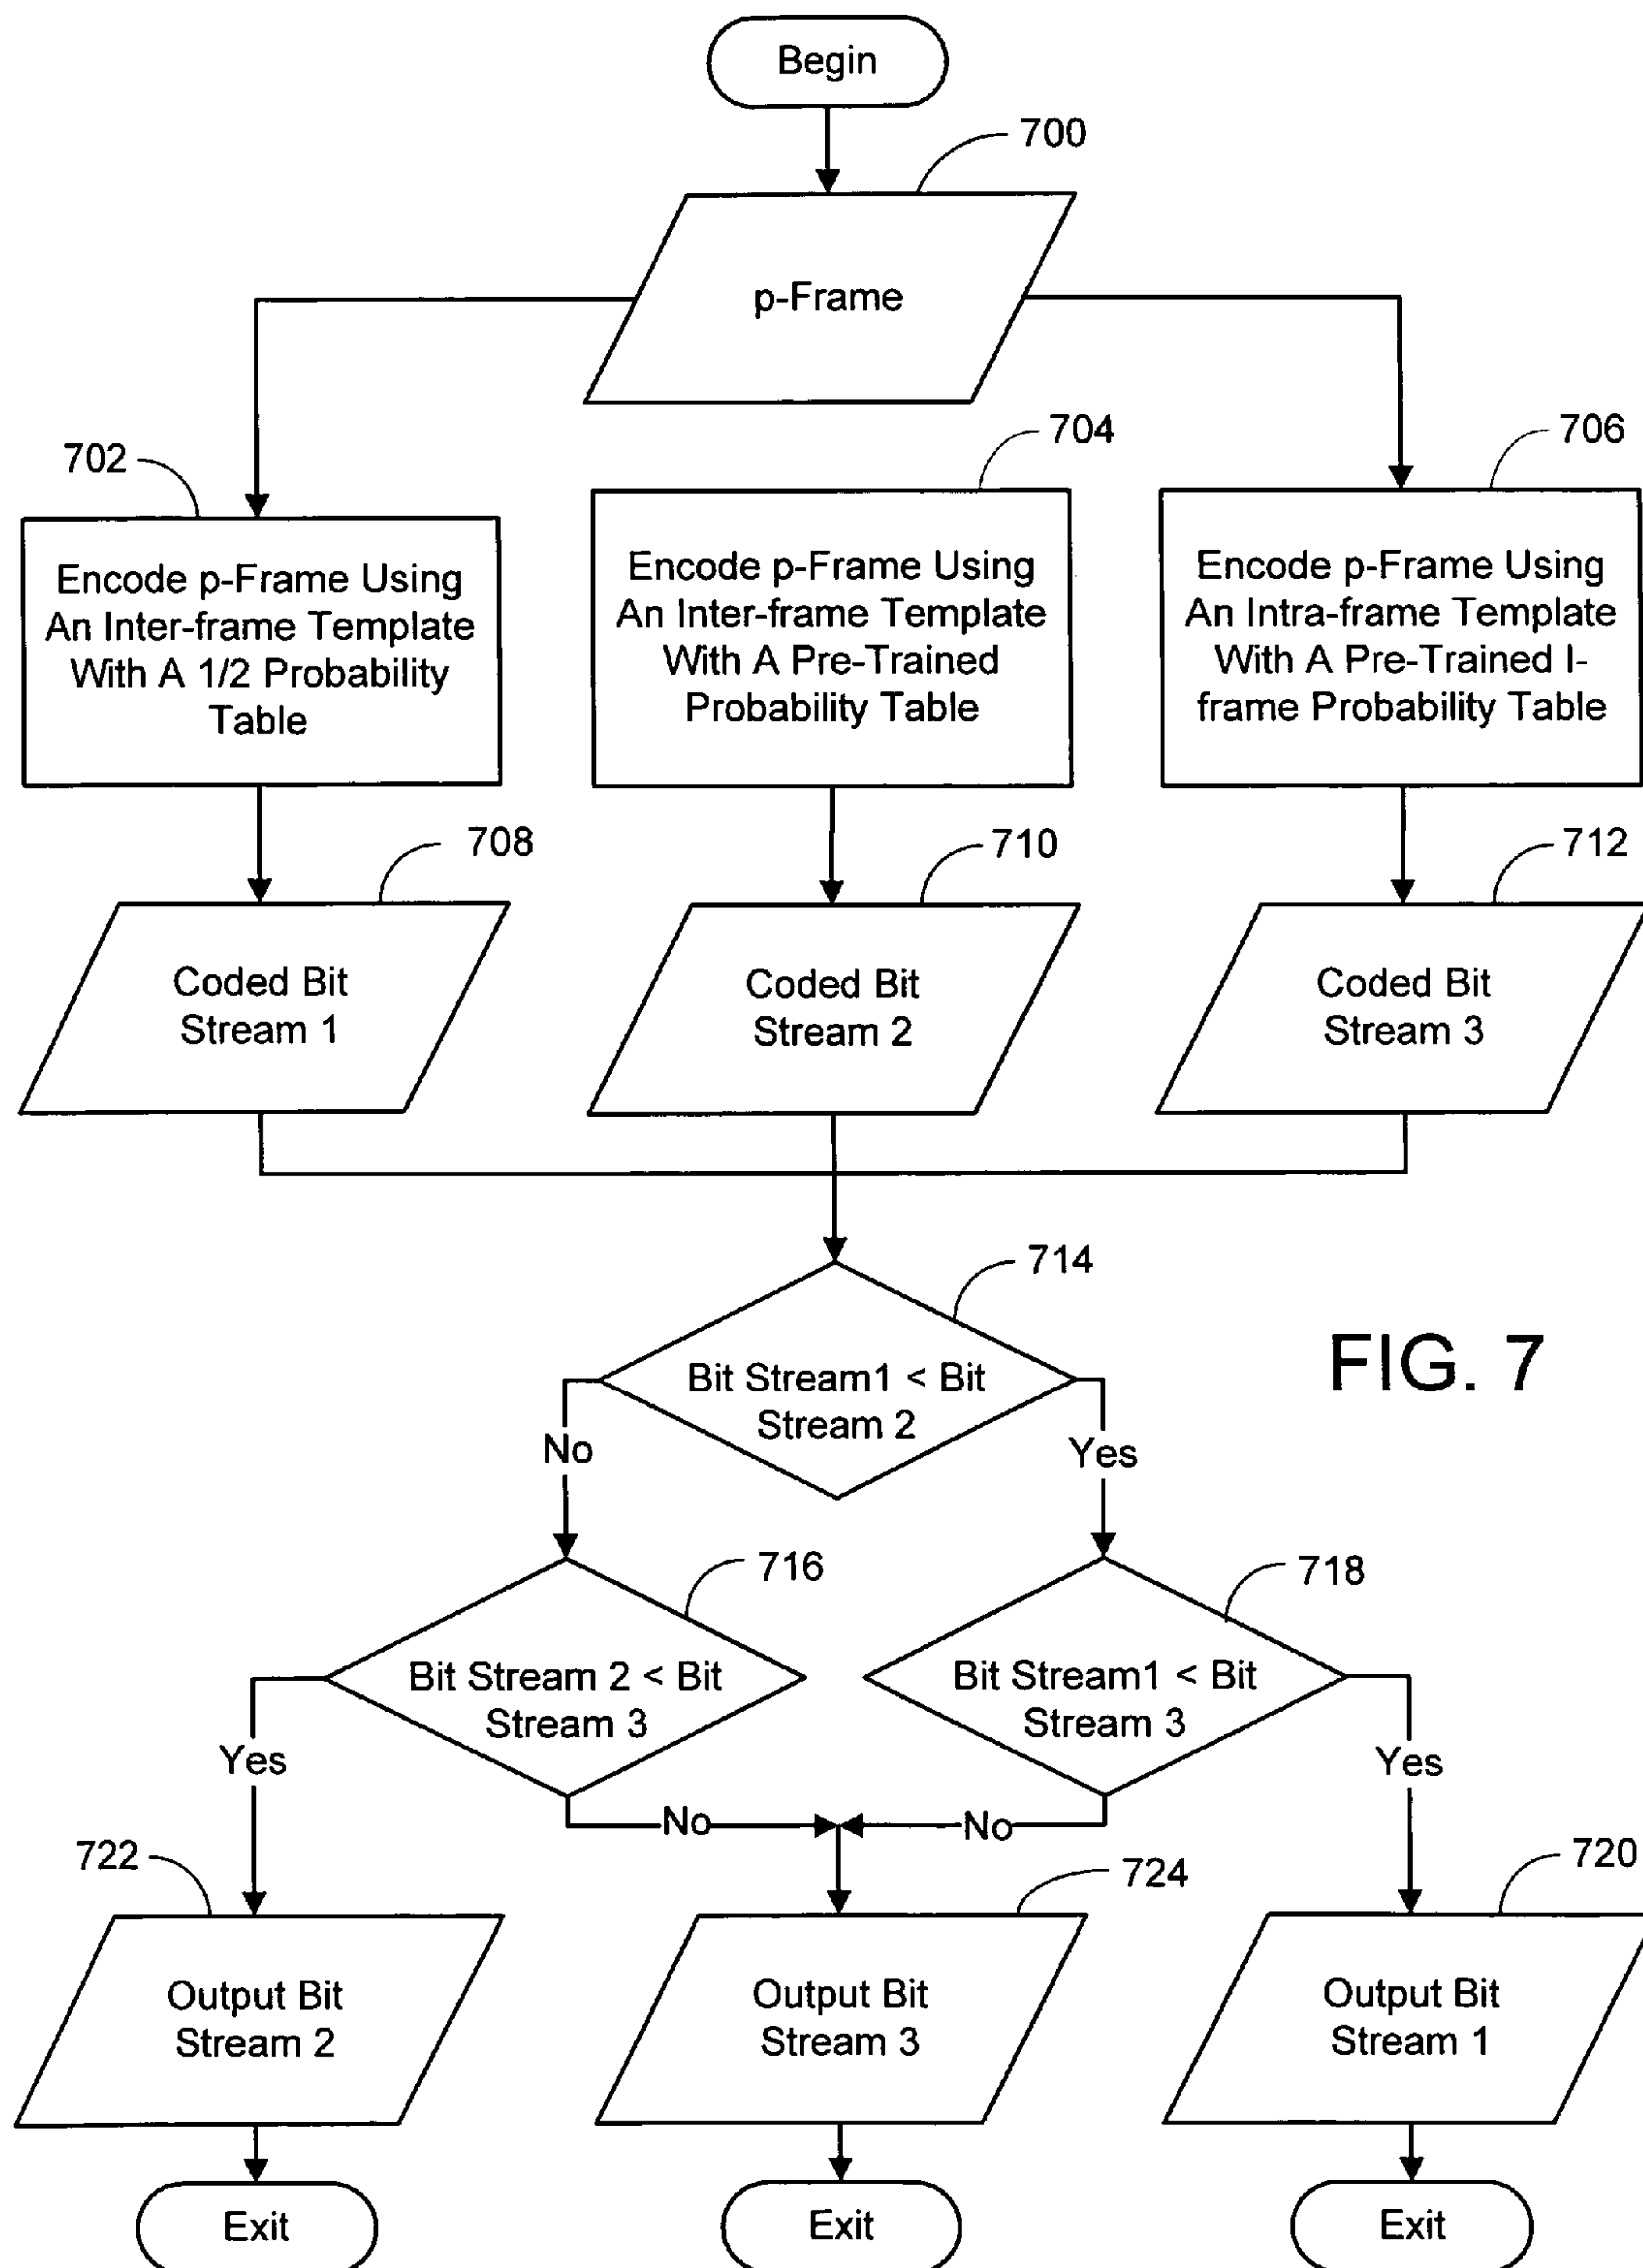 Begin
700
p-Frame
702
704
706
Encode p-Frame Using
An Inter-frame Template
With A 1/2 Probability
Table
Encode p-Frame Using
An Inter-frame Template
With A Pre-Trained
Probability Table
Encode p-Frame Using
An Intra-frame Template
With A Pre-Trained I-
frame Probability Table
708
710
712
Coded Bit
Stream 1
Coded Bit
Stream 2
Coded Bit
Stream 3
714
Bit Stream1 < Bit
Stream 2
FIG. 7
No
Yes
716
718
Bit Stream 2 < Bit
Stream 3
Bit Stream1 < Bit
Stream 3
Yes
No
No
Yes
722
724
720
Output Bit
Stream 2
Output Bit
Stream 3
Output Bit
Stream 1
Exit
Exit
Exit